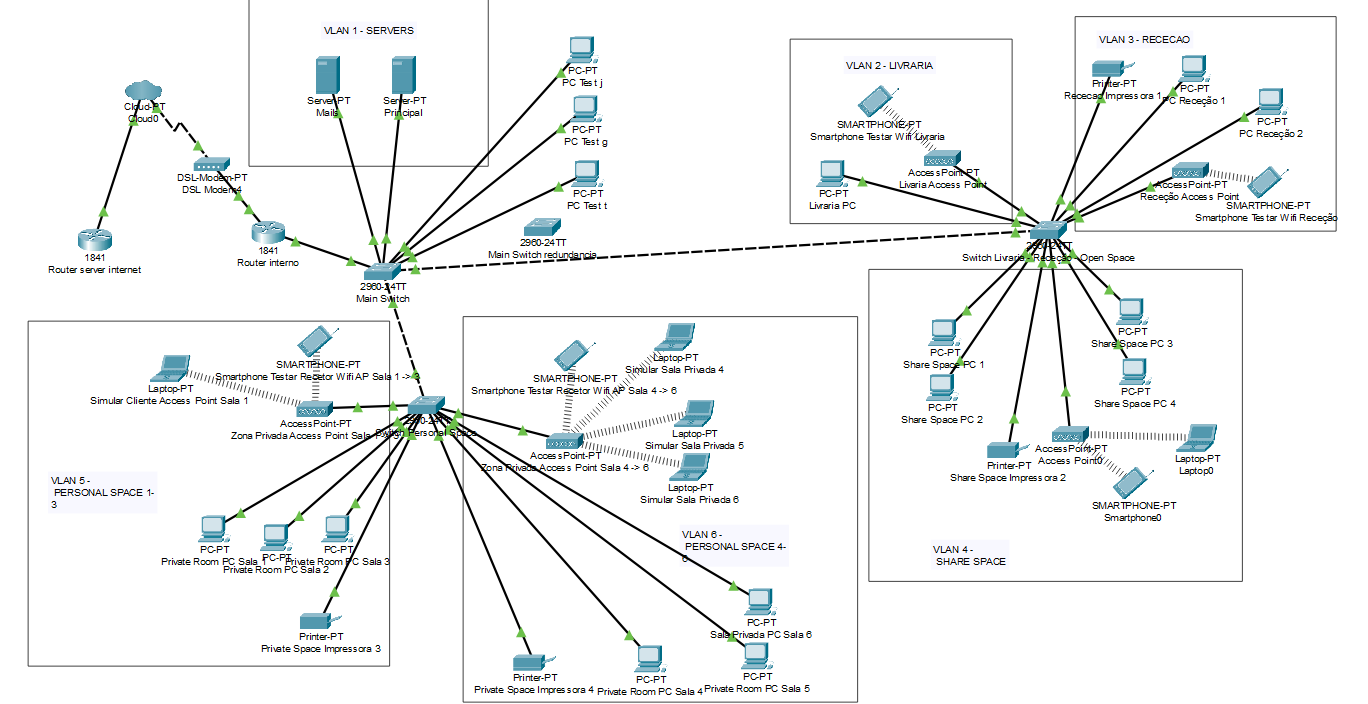 VLAN 1 - SERVERS
Server-PT
Mails
Server-PT
Principal
PC-PT
PC Test j
PC-PT
PC Test g
PC-PT
PC Test t
Cloud-PT
Cloud0
DSL-Modem-PT
DSL Modem4
1841
Router server internet
1841
Router interno
2960-24TT
Main Switch
2960-24TT
Main Switch redundancia
VLAN 2 - LIVRARIA
SMARTPHONE-PT
Smartphone Testar Wifi Livraria
AccessPoint-PT
Livaria Access Point
PC-PT
Livraria PC
VLAN 3 - RECECAO
Printer-PT
Rececao Impressora 1
PC-PT
PC Receção 1
PC-PT
PC Receção 2
AccessPoint-PT
Receção Access Point
SMARTPHONE-PT
Smartphone Testar Wifi Receção
2960-24TT
Switch Livraria - Receção - Open Space
PC-PT
Share Space PC 1
PC-PT
Share Space PC 2
PC-PT
Share Space PC 3
PC-PT
Share Space PC 4
Printer-PT
Share Space Impressora 2
AccessPoint-PT
Access Point0
Laptop-PT
Laptop0
SMARTPHONE-PT
Smartphone0
VLAN 4 -
SHARE SPACE
SMARTPHONE-PT
Smartphone Testar Recetor Wifi AP Sala 1 -> 3
Laptop-PT
Simular Cliente Access Point Sala 1
AccessPoint-PT
Zona Privada Access Point Sala
2960-24TT
Switch Personal Space
VLAN 5 -
PERSONAL SPACE 1-
3
PC-PT
Private Room PC Sala 1
PC-PT
Private Room PC Sala 2
PC-PT
Private Room PC Sala 3
Printer-PT
Private Space Impressora 3
SMARTPHONE-PT
Smartphone Testar Recetor Wifi AP Sala 4 -> 6
Laptop-PT
Simular Sala Privada 4
Laptop-PT
Simular Sala Privada 5
Laptop-PT
Simular Sala Privada 6
AccessPoint-PT
Zona Privada Access Point Sala 4 -> 6
VLAN 6 -
PERSONAL SPACE 4-
6
PC-PT
Sala Privada PC Sala 6
Printer-PT
Private Space Impressora 4
PC-PT
Private Room PC Sala 4
PC-PT
Private Room PC Sala 5